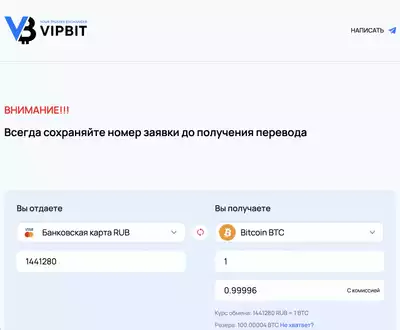 VIPBIT
НАПИСАТЬ
ВНИМАНИЕ!!!
Всегда сохраняйте номер заявки до получения перевода
Вы отдаете
Банковская карта RUB
1441280
Вы получаете
Bitcoin BTC
1
0.99996
С комиссией
Курс обмена: 1441280 RUB = 1 BTC
Резерв: 100.00004 BTC Не хватает?